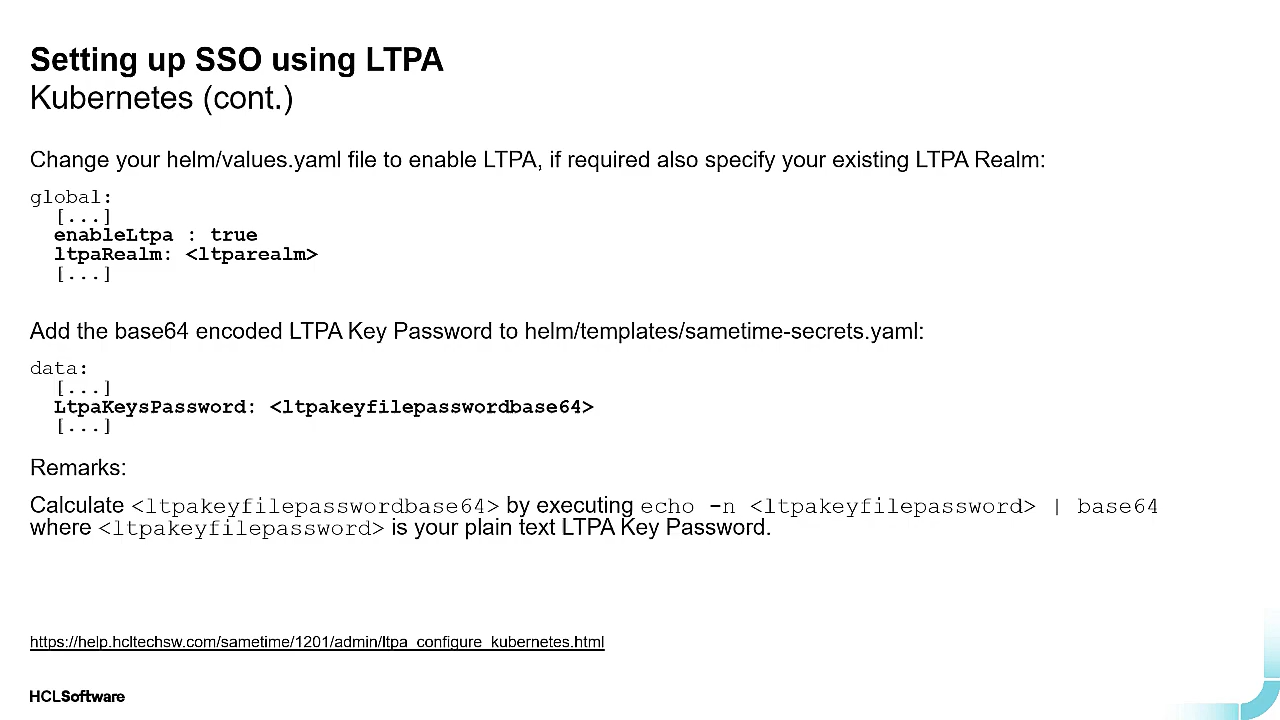 Setting up SSO using LTPA
Kubernetes (cont.)
Change your helm/values.yaml file to enable LTPA, if required also specify your existing LTPA Realm:
global:
[...]
enableLtpa : true
ltpaRealm: <ltparealm>
[...]
Add the base64 encoded LTPA Key Password to helm/templates/sametime-secrets.yaml:
data:
[...]
LtpaKeysPassword: <ltpakeyfilepasswordbase64>
[...]
Remarks:
Calculate <ltpakeyfilepasswordbase64> by executing echo -n <ltpakeyfilepassword> | base64
where <ltpakeyfilepassword> is your plain text LTPA Key Password.
https://help.hcltechsw.com/sametime/1201/admin/ltpa_configure_kubernetes.html
HCLSoftware